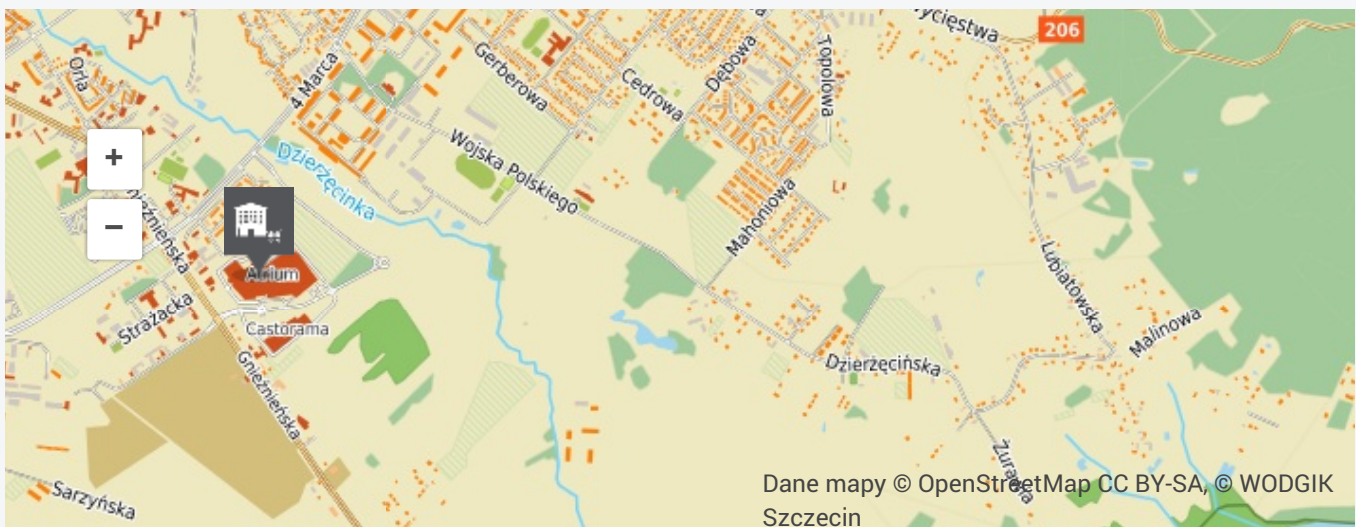 Zwycięstwa
206
Orla
4 Marca
Gerberowa
Cedrowa
Dębowa
Topolowa
+
Dzierżęcinka
Wojska Polskiego
−
Gnieźnieńska
Mahoniowa
Atrium
Lubiatowska
Strażacka
Castorama
Malinowa
Gnieźnieńska
Dzierżęcińska
Żurawia
Sarzyńska
Dane mapy © OpenStreetMap CC BY-SA, © WODGIK
Szczecin